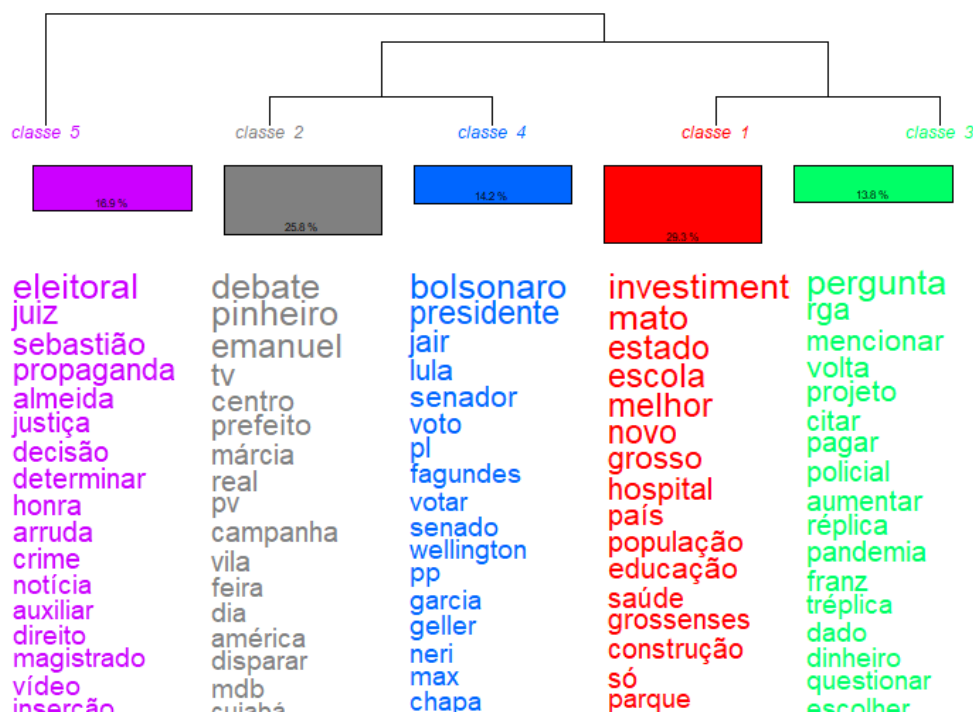 classe 5
classe 2
classe 4
classe 1
classe 3
16.9 %
25.8 %
14.2 %
29.3 %
13.8 %
eleitoral
juiz
sebastião
propaganda
almeida
justiça
decisão
determinar
honra
arruda
crime
notícia
auxiliar
direito
magistrado
vídeo
inserção
debate
pinheiro
emanuel
tv
centro
prefeito
márcia
real
pv
campanha
vila
feira
dia
américa
disparar
mdb
cuiabá
bolsonaro
presidente
jair
lula
senador
voto
pl
fagundes
votar
senado
wellington
pp
garcia
geller
neri
max
chapa
investiment
mato
estado
escola
melhor
novo
grosso
hospital
país
população
educação
saúde
grossenses
construção
só
parque
pergunta
rga
mencionar
volta
projeto
citar
pagar
policial
aumentar
réplica
pandemia
franz
tréplica
dado
dinheiro
questionar
escolher